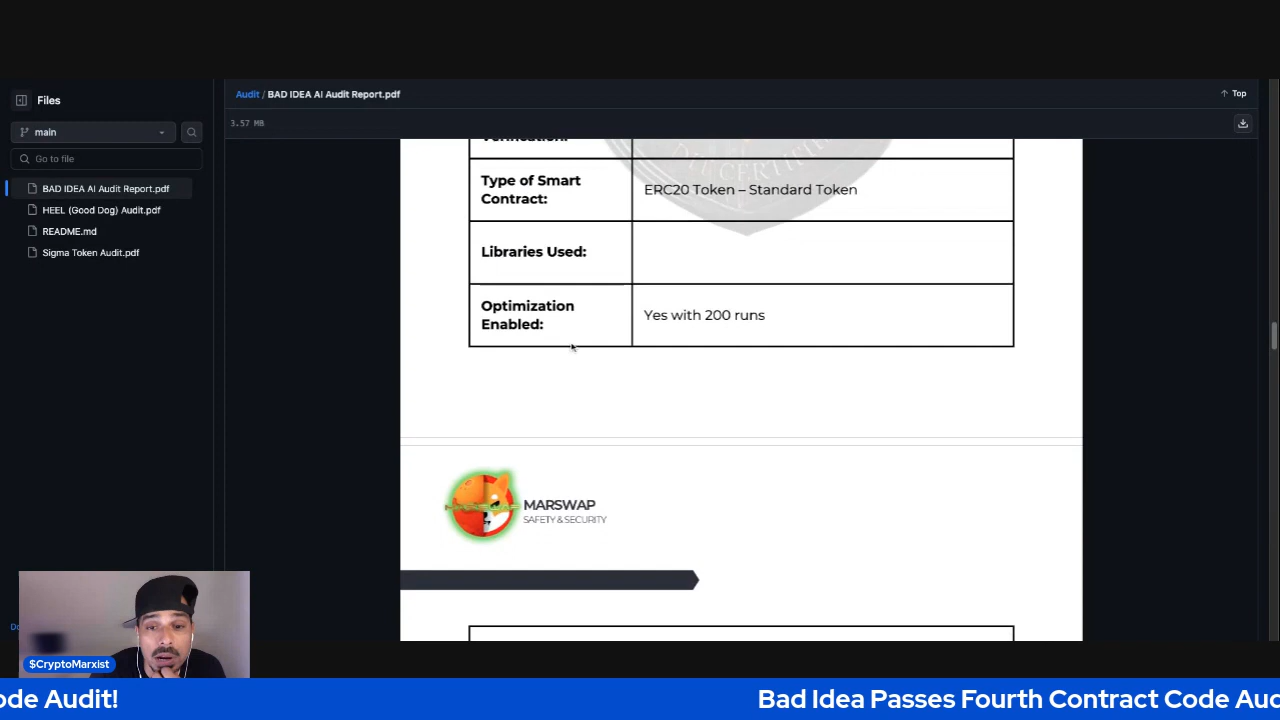 Files
main
Go to file
BAD IDEA AI Audit Report.pdf
HEEL (Good Dog) Audit.pdf
README.md
Sigma Token Audit.pdf
Audit / BAD IDEA AI Audit Report.pdf
Top
3.57 MB
DLT CERTIFI
Type of Smart
Contract:
ERC20 Token – Standard Token
Libraries Used:
Optimization
Enabled:
Yes with 200 runs
MARSWAP
SAFETY & SECURITY
$CryptoMarxist
ode Audit!
Bad Idea Passes Fourth Contract Code Aud